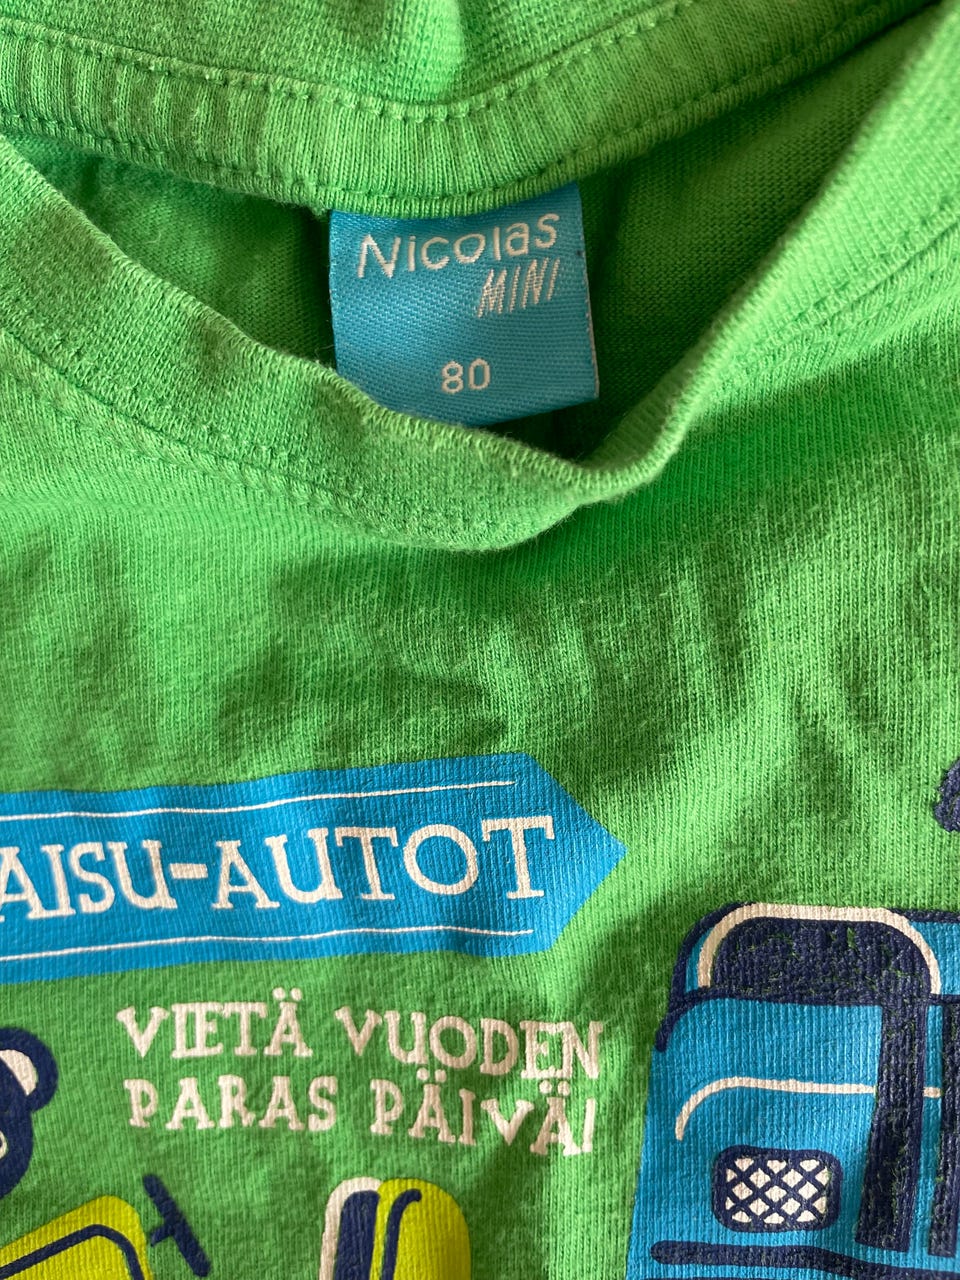 Nicolas
MINI
80
AISU-AUTOT
VIETÄ VUODEN
PARAS PÄIVÄ!